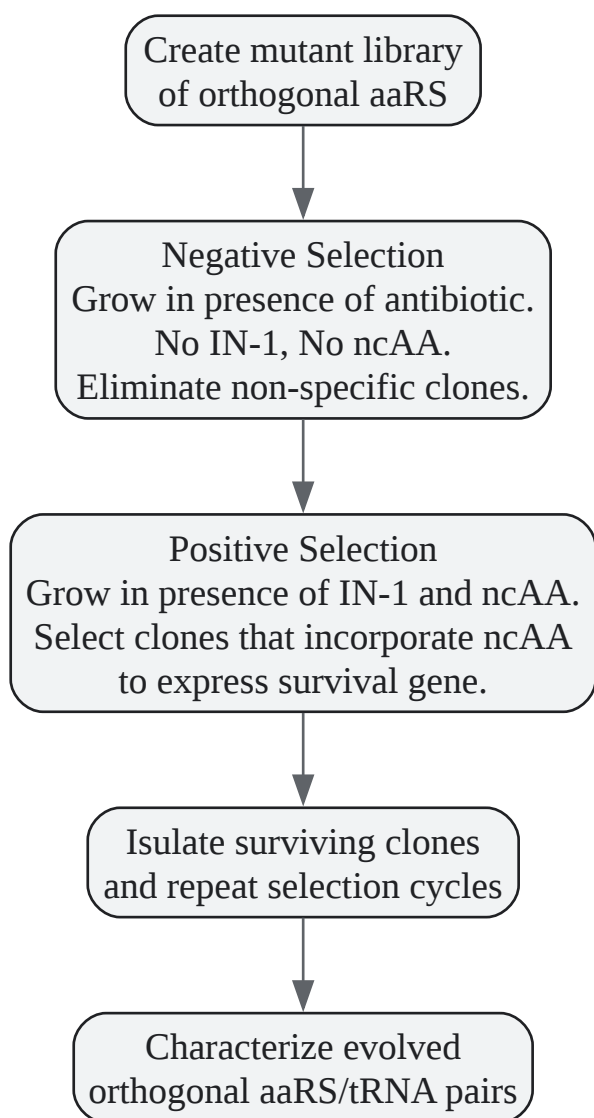 Create mutant library
of orthogonal aaRS
Negative Selection
Grow in presence of antibiotic.
No IN-1, No ncAA.
Eliminate non-specific clones.
Positive Selection
Grow in presence of IN-1 and ncAA.
Select clones that incorporate ncAA
to express survival gene.
Isulate surviving clones
and repeat selection cycles
Characterize evolved
orthogonal aaRS/tRNA pairs